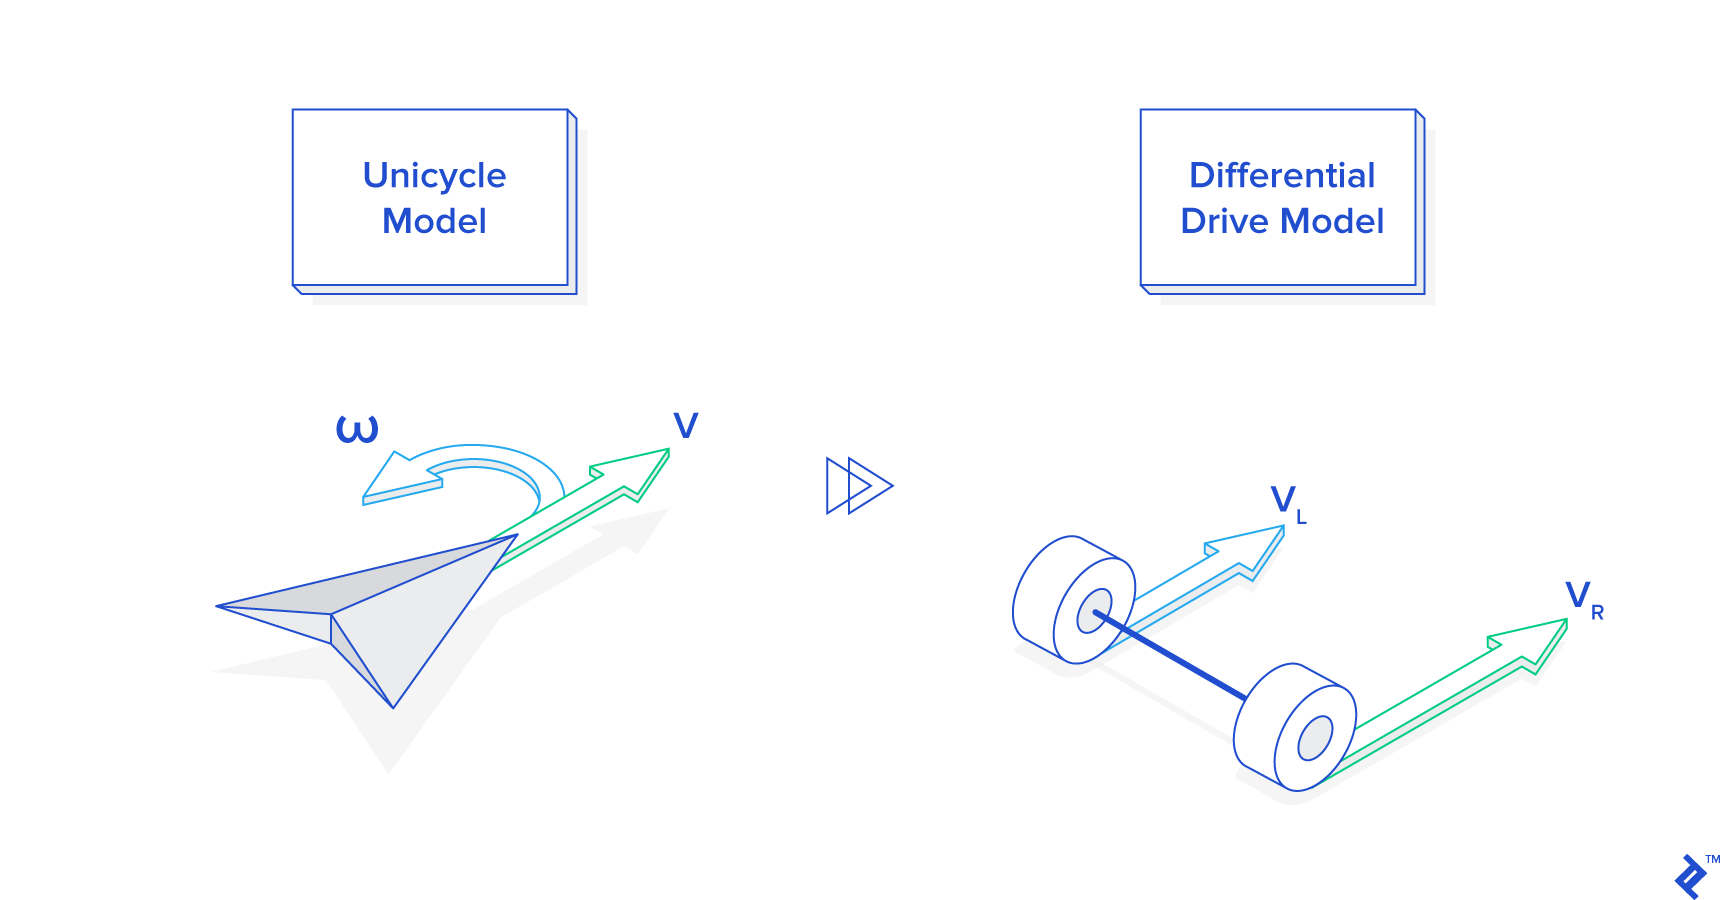 Unicycle
Model
Differential
Drive Model
ω
v
v L
v R
TM